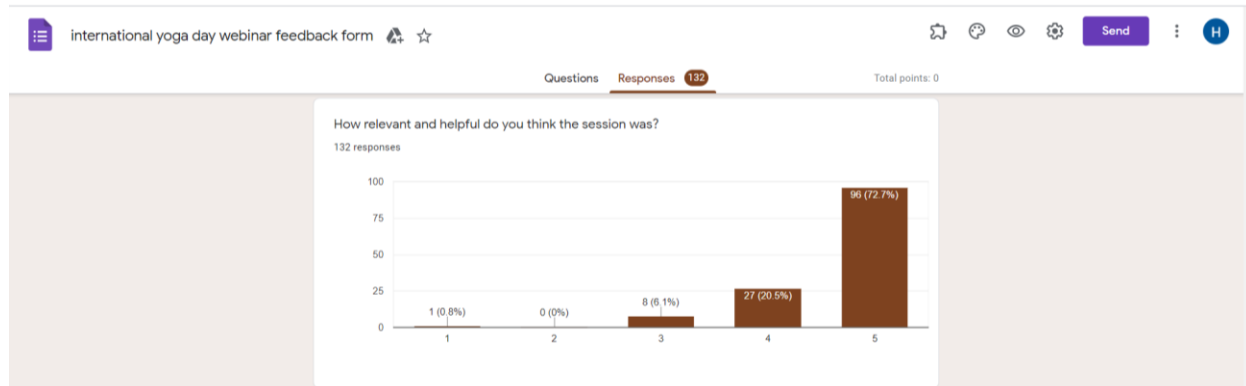 international yoga day webinar feedback form
Send
H
Questions Responses 132
Total points: 0
How relevant and helpful do you think the session was?
132 responses
100
75
50
25
0
1 (0.8%)
0 (0%)
8 (6.1%)
27 (20.5%)
96 (72.7%)
1 2 3 4 5